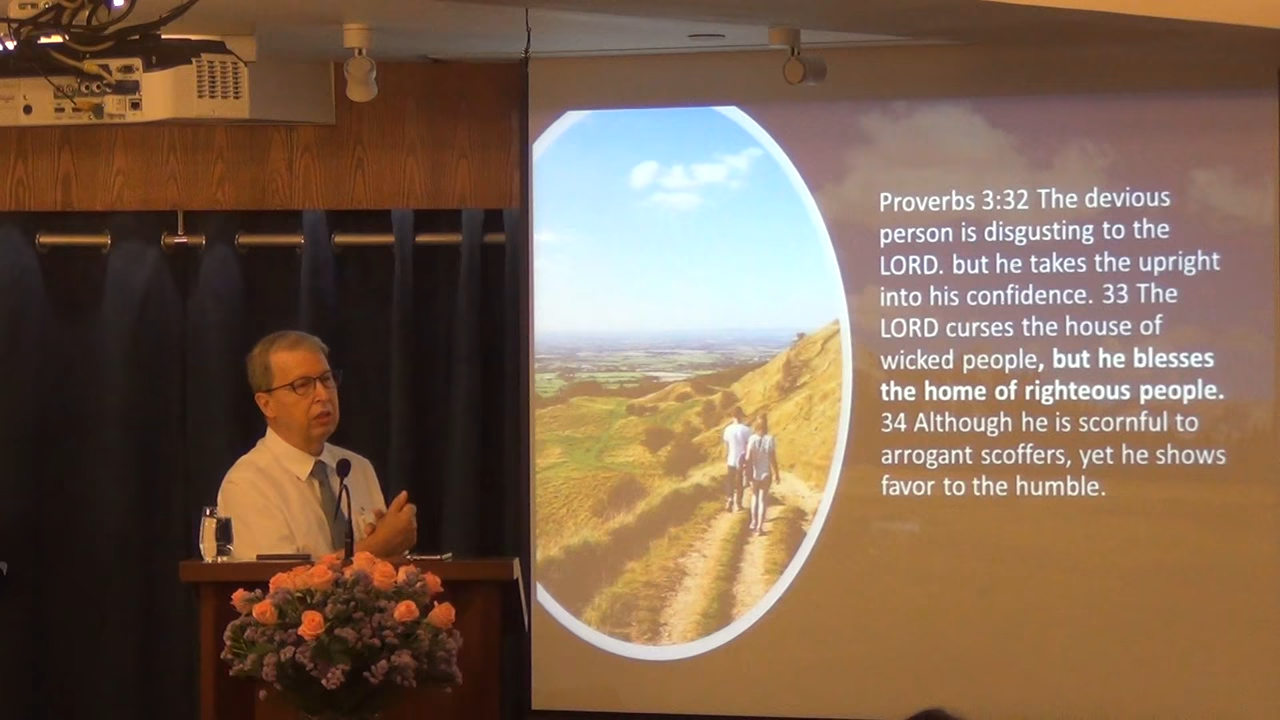 Proverbs 3:32 The devious
person is disgusting to the
LORD. but he takes the upright
into his confidence. 33 The
LORD curses the house of
wicked people, but he blesses
the home of righteous people.
34 Although he is scornful to
arrogant scoffers, yet he shows
favor to the humble.